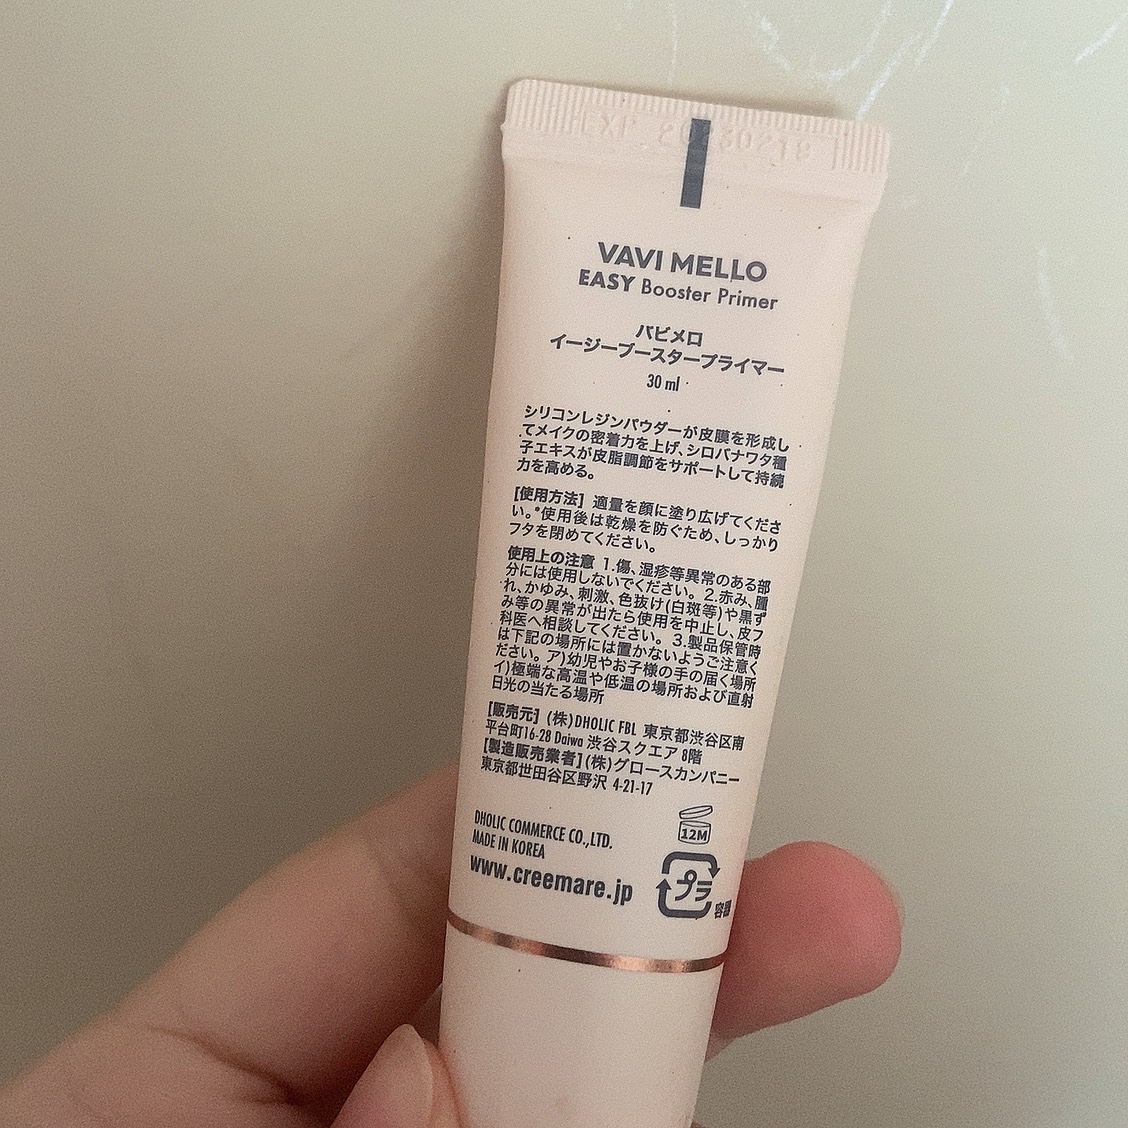 EXP 20230218
VAVI MELLO
EASY Booster Primer
バビメロ
イージーブースタープライマー
30 ml
シリコンレジンパウダーが皮膜を形成し
てメイクの密着力を上げ、シロバナワタ種
子エキスが皮脂調節をサポートして持続
力を高める。
[使用方法] 適量を顔に塗り広げてくださ
い。*使用後は乾燥を防ぐため、しっかり
フタを閉めてください。
使用上の注意 1.傷、湿疹等異常のある部
分には使用しないでください。 2.赤み、腫
れ、かゆみ、刺激、色抜け(白斑等)や黒ず
み等の異常が出たら使用を中止し、皮フ
科医へ相談してください。 3.製品保管時
は下記の場所には置かないようご注意く
ださい。ア)幼児やお子様の手の届く場所
イ)極端な高温や低温の場所および直射
日光の当たる場所
[販売元] (株)DHOLIC FBL 東京都渋谷区南
平台町16-28 Daiwa 渋谷スクエア 8階
[製造販売業者](株)グロースカンパニー
東京都世田谷区野沢 4-21-17
DHOLIC COMMERCE CO.,LTD.
MADE IN KOREA
www.creemare.jp
12M
プラ
容器